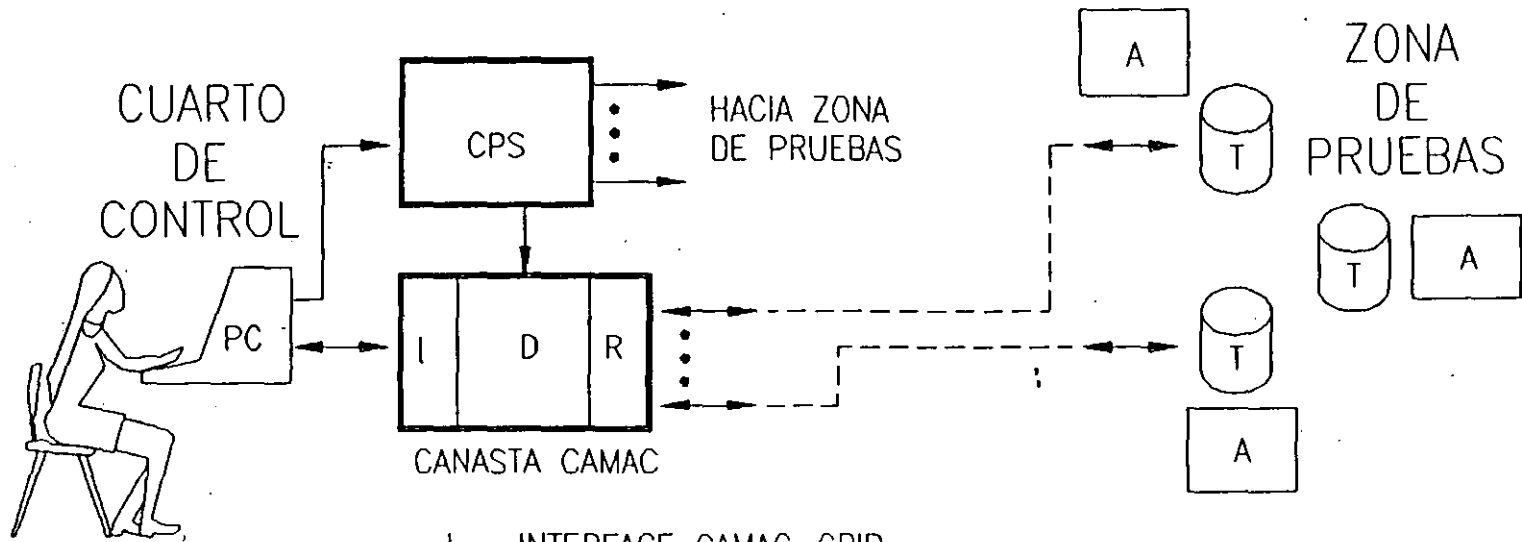 CUARTO
DE
CONTROL
CPS
HACIA ZONA
DE PRUEBAS
A
ZONA
DE
PRUEBAS
T
T
A
T
A
PC
I
D
R
CANASTA CAMAC